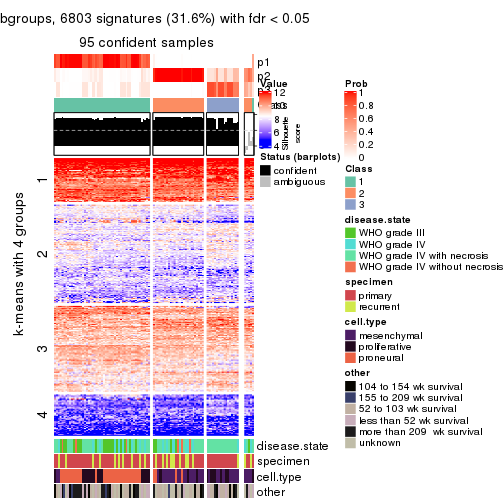 bgroups, 6803 signatures (31.6%) with fdr < 0.05
95 confident samples
p1
p2
p3
Class
Silhouette
score
k-means with 4 groups
1
2
3
4
disease.state
specimen
cell.type
other
Value
12
10
8
6
4
Status (barplots)
confident
ambiguous
Prob
1
0.8
0.6
0.4
0.2
0
Class
1
2
3
disease.state
WHO grade III
WHO grade IV
WHO grade IV with necrosis
WHO grade IV without necrosis
specimen
primary
recurrent
cell.type
mesenchymal
proliferative
proneural
other
104 to 154 wk survival
155 to 209 wk survival
52 to 103 wk survival
less than 52 wk survival
more than 209  wk survival
unknown